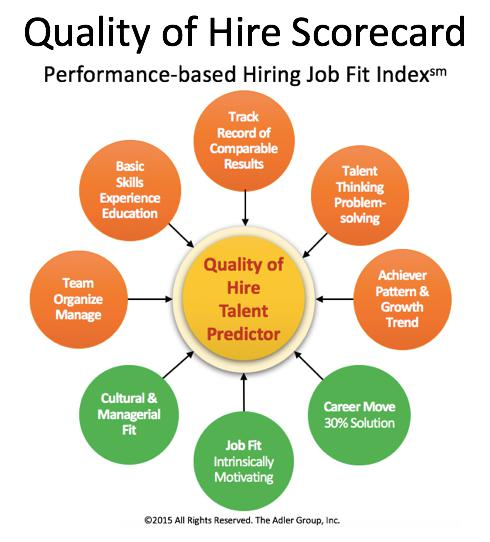 Quality of Hire Scorecard
Performance-based Hiring Job Fit Index℠
Track
Record of
Comparable
Results
Basic
Skills
Experience
Education
Talent
Thinking
Problem-
solving
Team
Organize
Manage
Quality of
Hire
Talent
Predictor
Achiever
Pattern &
Growth
Trend
Cultural &
Managerial
Fit
Job Fit
Intrinsically
Motivating
Career Move
30% Solution
©2015 All Rights Reserved. The Adler Group, Inc.